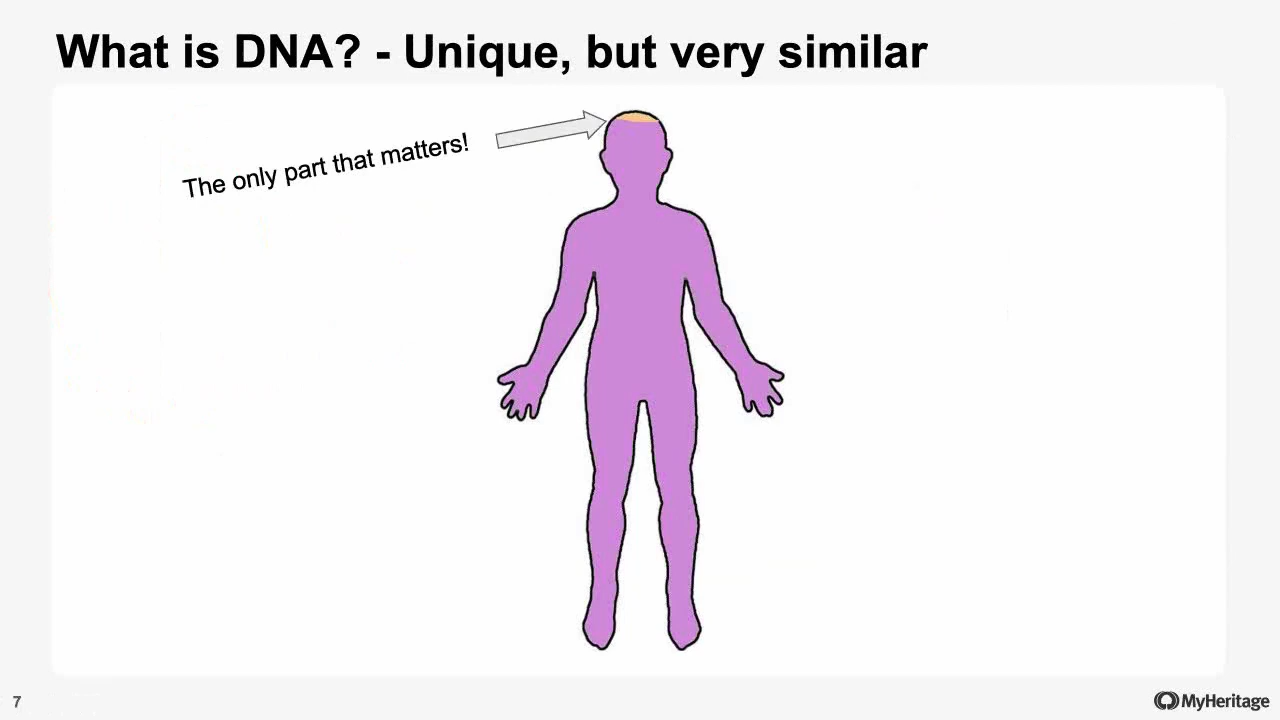 What is DNA? - Unique, but very similar
The only part that matters!
7
MyHeritage